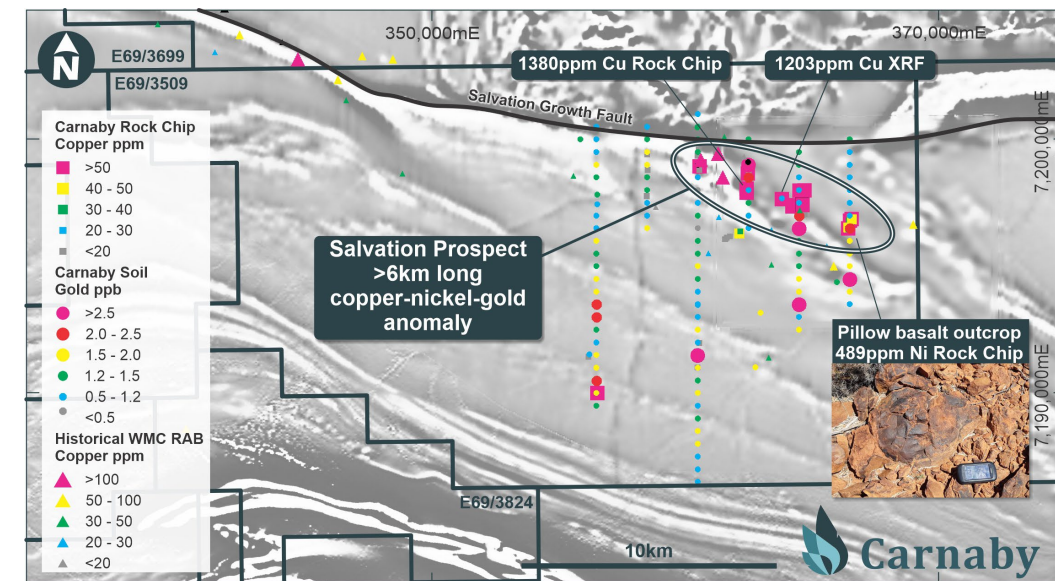 350,000mE
370,000mE
N
E69/3699
E69/3509
1380ppm Cu Rock Chip
1203ppm Cu XRF
Salvation Growth Fault
7,200,000mE
Carnaby Rock Chip
Copper ppm
>50
40 - 50
30 - 40
20 - 30
<20
Carnaby Soil
Gold ppb
>2.5
2.0 - 2.5
1.5 - 2.0
1.2 - 1.5
0.5 - 1.2
<0.5
Historical WMC RAB
Copper ppm
>100
50 - 100
30 - 50
20 - 30
<20
Salvation Prospect
>6km long
copper-nickel-gold
anomaly
Pillow basalt outcrop
489ppm Ni Rock Chip
7,190,000mE
E69/3824
10km
Carnaby